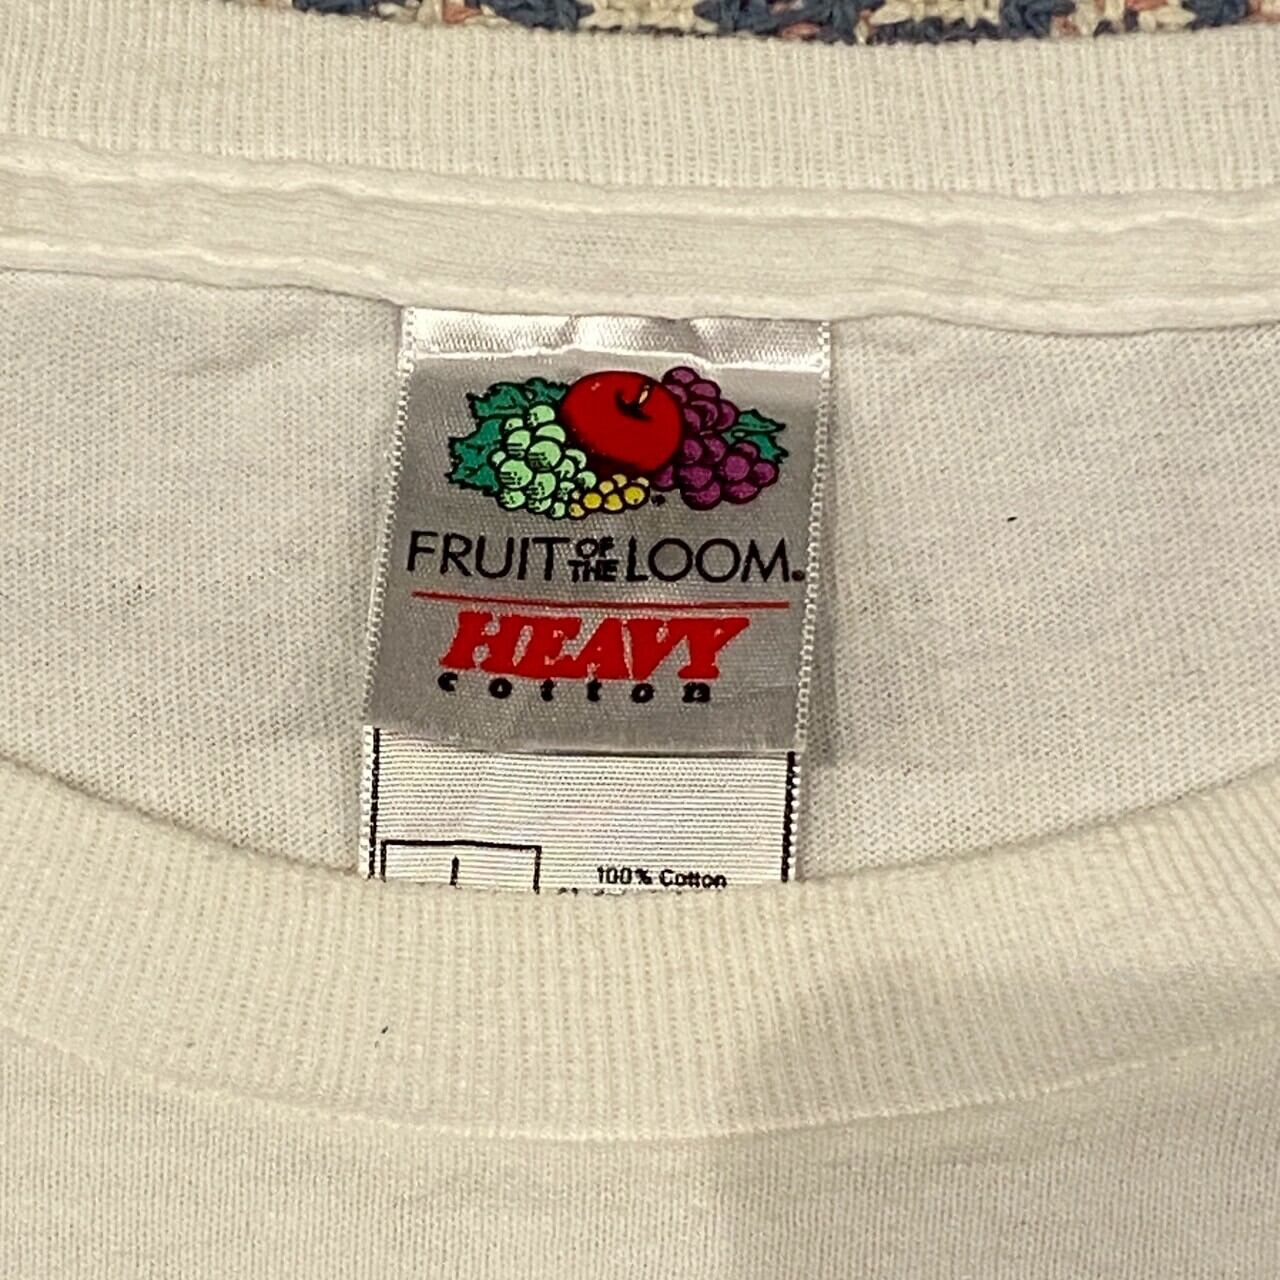 FRUIT OF THE LOOM.
HEAVY
cotton
L
100% Cotton